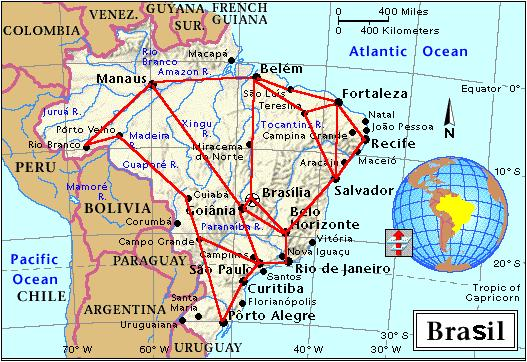 VENEZ.
GUYANA
SUR.
FRENCH
GUIANA
COLOMBIA
0 400 Miles
0 400 Kilometers
Atlantic Ocean
Rio
Branco
Macapá
Amazon R.
Belém
Manaus
São Luís
Fortaleza
Equator
Teresina
Juruá R.
Xingu
R.
Tocantins R.
Natal
João Pessoa
Pôrto Velho
Madeira
R.
Campina Grande
Recife
Rio Branco
Miracema
do Norte
N
PERU
Guaporé R.
Aracaju
Maceió
10° S
Mamoré
R.
Salvador
Cuiabá
Brasília
BOLIVIA
Goiânia
Belo
Horizonte
Paranaíba R.
Corumbá
Vitória
Campo Grande
Nova Iguaçu
Pacific
Ocean
PARAGUAY
Campinas
São Paulo
Rio de Janeiro
20° S
Santos
CHILE
Curitiba
Tropic of
Capricorn
Santa
María
Florianópolis
ARGENTINA
Uruguaiana
Pôrto Alegre
Brasil
URUGUAY
70° W
60° W
50° W
40° W
30° S